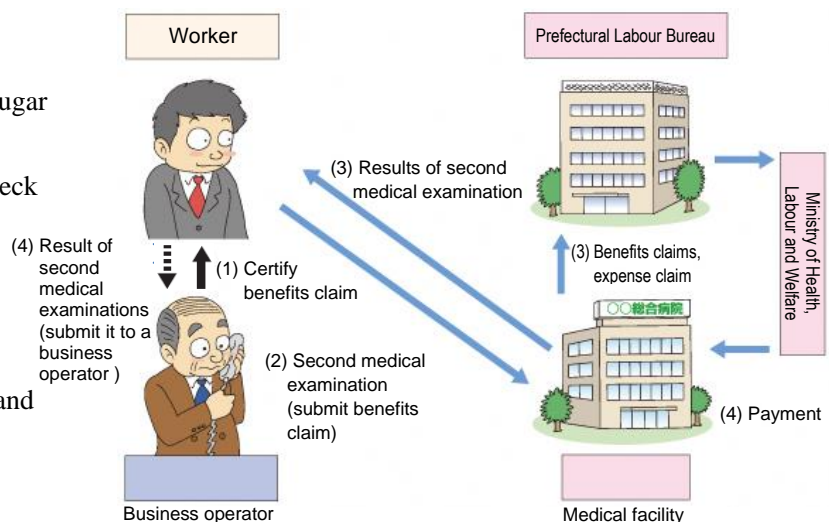 Worker
Prefectural Labour Bureau
ugar
eck
and
(3) Results of second
medical examination
(4) Result of
second
medical
examinations
(submit it to a
business
operator )
(1) Certify
benefits claim
(3) Benefits claims,
expense claim
Ministry of Health,
Labour and Welfare
○○総合病院
(2) Second medical
examination
(submit benefits
claim)
(4) Payment
Business operator
Medical facility